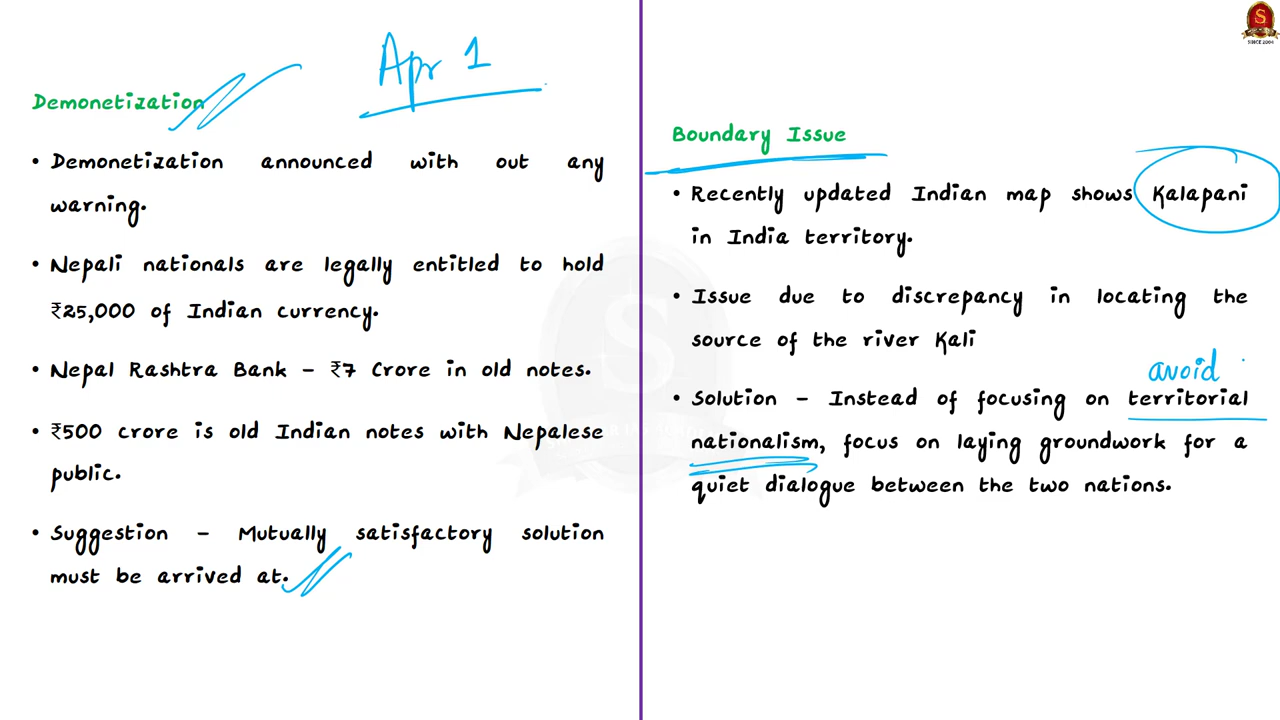 Apr 1
Demonetization
• Demonetization announced with out any
warning.
• Nepali nationals are legally entitled to hold
₹25,000 of Indian currency.
• Nepal Rashtra Bank – ₹7 Crore in old notes.
• ₹500 crore is old Indian notes with Nepalese
public.
• Suggestion – Mutually satisfactory solution
must be arrived at.
Boundary Issue
• Recently updated Indian map shows Kalapani
in India territory.
• Issue due to discrepancy in locating the
source of the river Kali
avoid
• Solution – Instead of focusing on territorial
nationalism, focus on laying groundwork for a
quiet dialogue between the two nations.
S
SINCE 2004